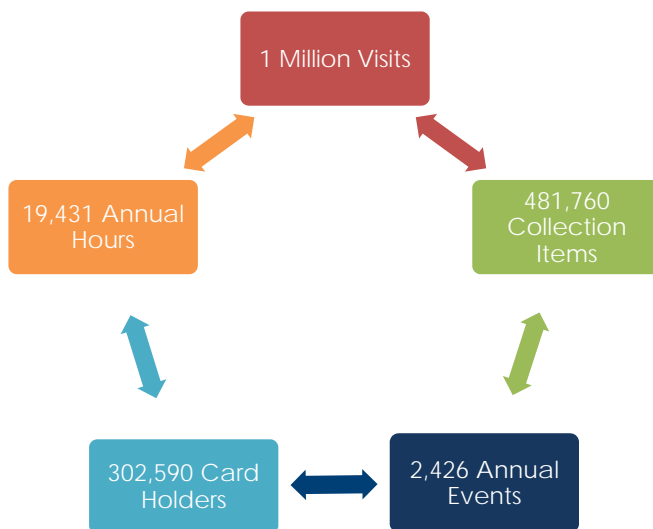 1 Million Visits
19,431 Annual
Hours
481,760
Collection
Items
302,590 Card
Holders
2,426 Annual
Events